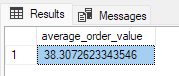 Results Messages
average_order_value
1 38.3072623343546